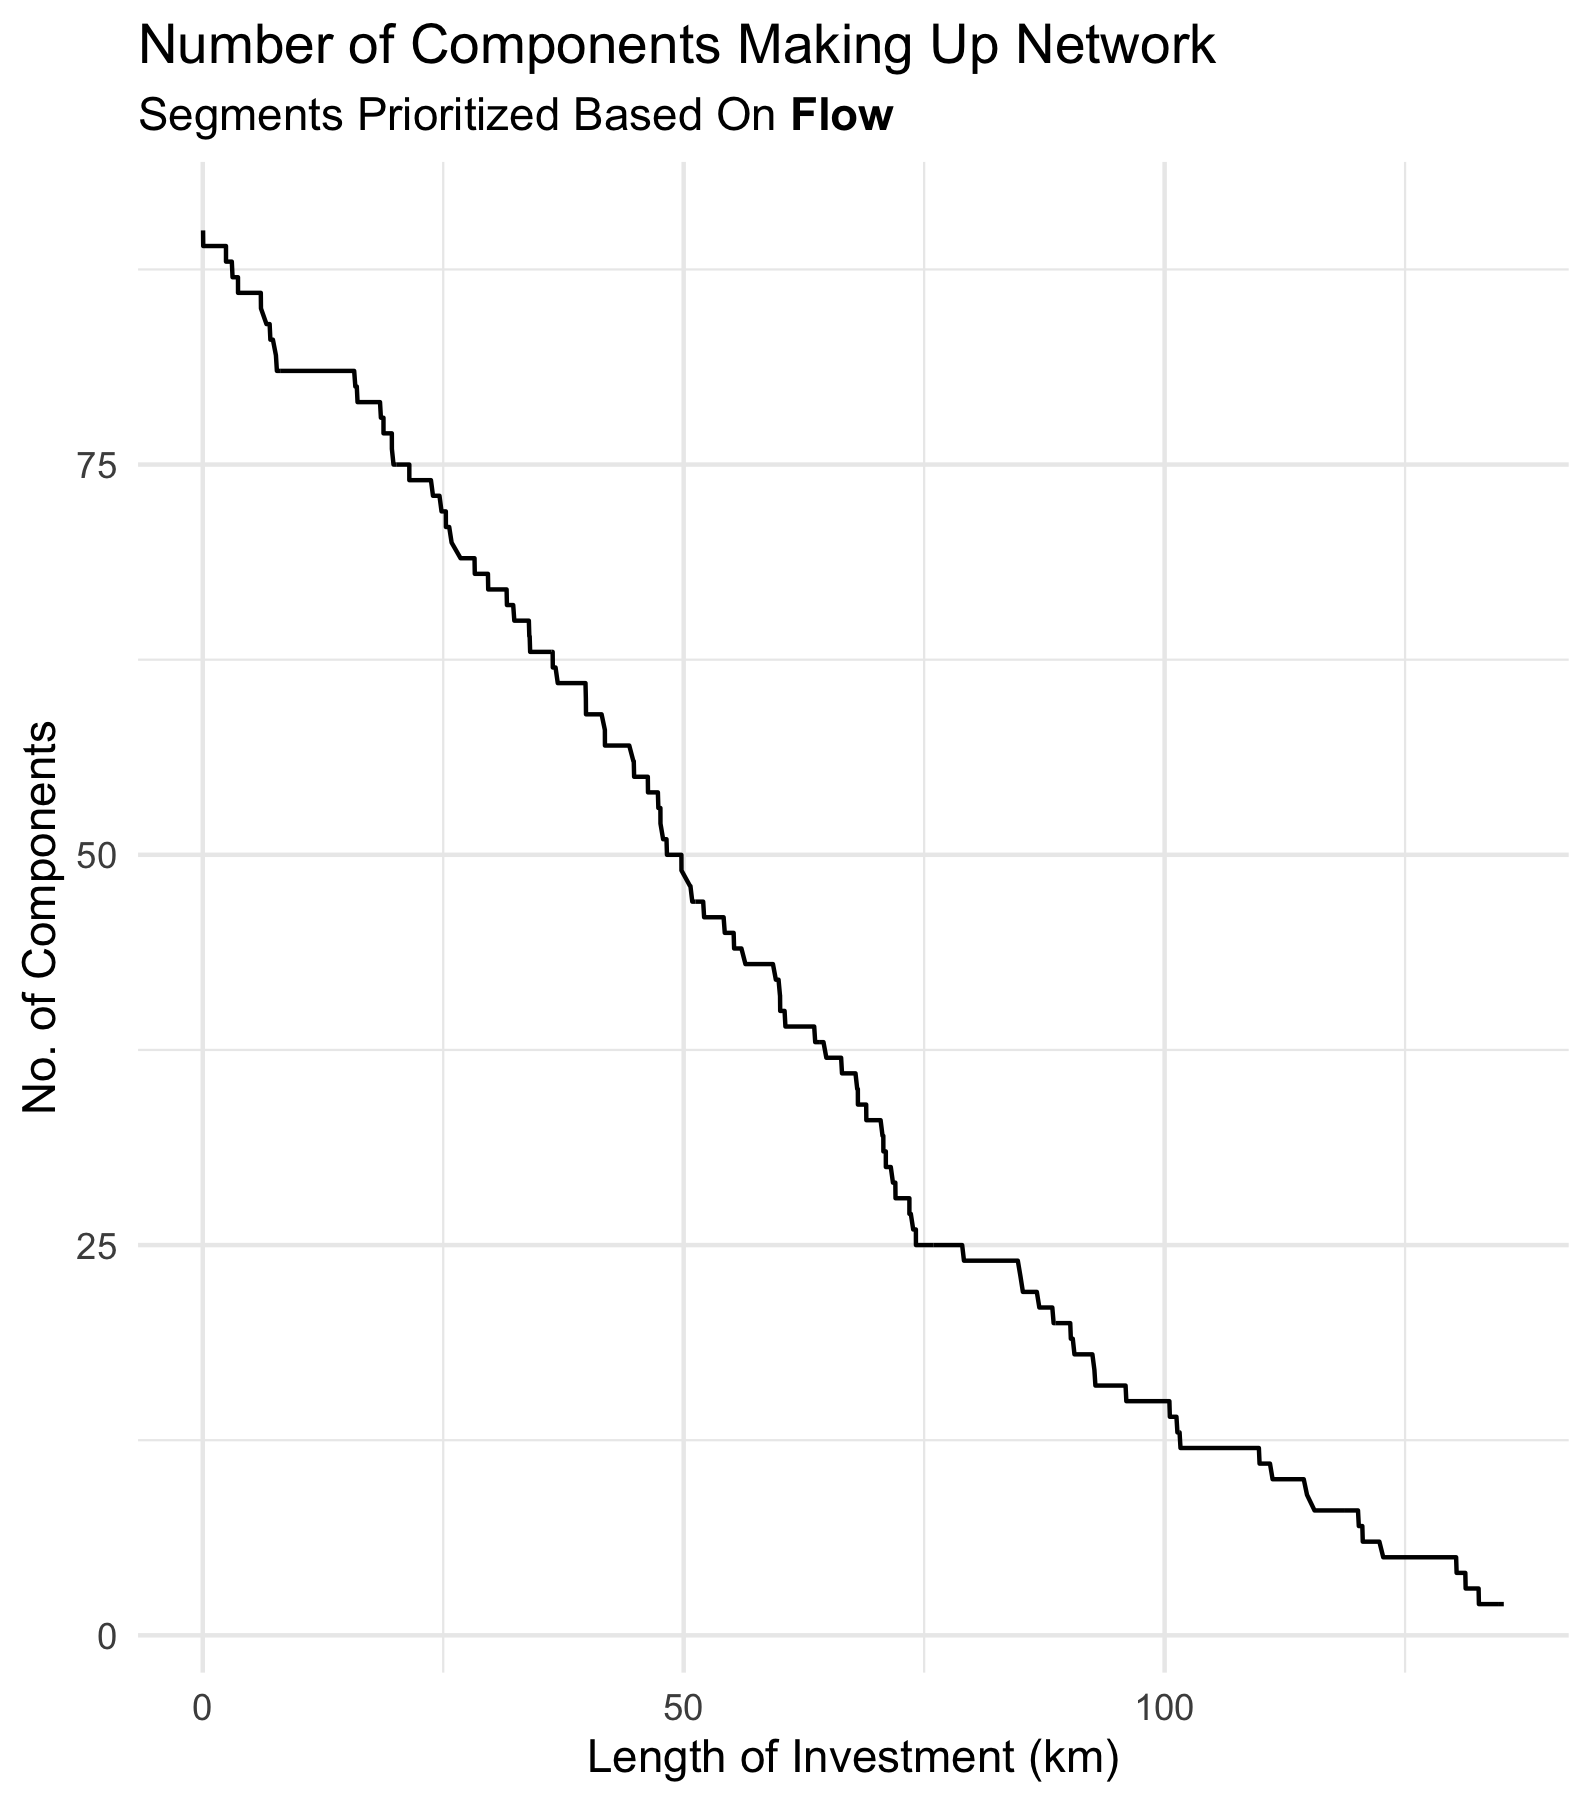 Number of Components Making Up Network
Segments Prioritized Based On Flow
No. of Components
75
50
25
0
0 50 100
Length of Investment (km)